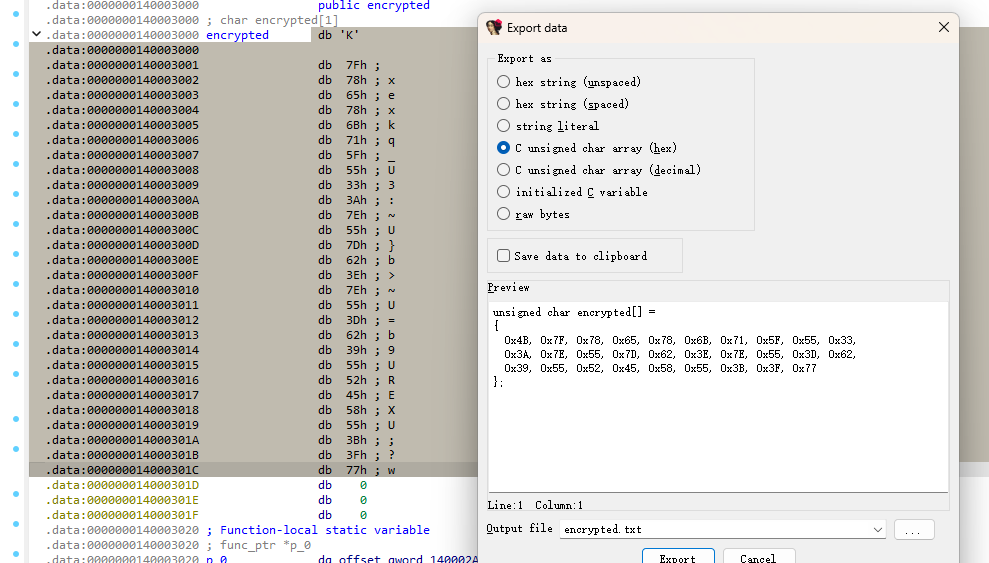 .data:0000000140003000 public encrypted
.data:0000000140003000 ; char encrypted[1]
.data:0000000140003000 encrypted db 'K'
.data:0000000140003000
.data:0000000140003001 db 7Fh ;
.data:0000000140003002 db 78h ; x
.data:0000000140003003 db 65h ; e
.data:0000000140003004 db 78h ; x
.data:0000000140003005 db 6Bh ; k
.data:0000000140003006 db 71h ; q
.data:0000000140003007 db 5Fh ; _
.data:0000000140003008 db 55h ; U
.data:0000000140003009 db 33h ; 3
.data:000000014000300A db 3Ah ; :
.data:000000014000300B db 7Eh ; ~
.data:000000014000300C db 55h ; U
.data:000000014000300D db 7Dh ; }
.data:000000014000300E db 62h ; b
.data:000000014000300F db 3Eh ; >
.data:0000000140003010 db 7Eh ; ~
.data:0000000140003011 db 55h ; U
.data:0000000140003012 db 3Dh ; =
.data:0000000140003013 db 62h ; b
.data:0000000140003014 db 39h ; 9
.data:0000000140003015 db 55h ; U
.data:0000000140003016 db 52h ; R
.data:0000000140003017 db 45h ; E
.data:0000000140003018 db 58h ; X
.data:0000000140003019 db 55h ; U
.data:000000014000301A db 3Bh ; ;
.data:000000014000301B db 3Fh ; ?
.data:000000014000301C db 77h ; w
.data:000000014000301D db 0
.data:000000014000301E db 0
.data:000000014000301F db 0
.data:0000000140003020 ; Function-local static variable
.data:0000000140003020 ; func_ptr *p_0
.data:0000000140003020 p_0 dq offset qword_140002A
Export data
Export as
hex string (unspaced)
hex string (spaced)
string literal
C unsigned char array (hex)
C unsigned char array (decimal)
initialized C variable
raw bytes
Save data to clipboard
Preview
unsigned char encrypted[] =
{
0x4B, 0x7F, 0x78, 0x65, 0x78, 0x6B, 0x71, 0x5F, 0x55, 0x33,
0x3A, 0x7E, 0x55, 0x7D, 0x62, 0x3E, 0x7E, 0x55, 0x3D, 0x62,
0x39, 0x55, 0x52, 0x45, 0x58, 0x55, 0x3B, 0x3F, 0x77
};
Line:1 Column:1
Output file encrypted.txt ...
Export Cancel